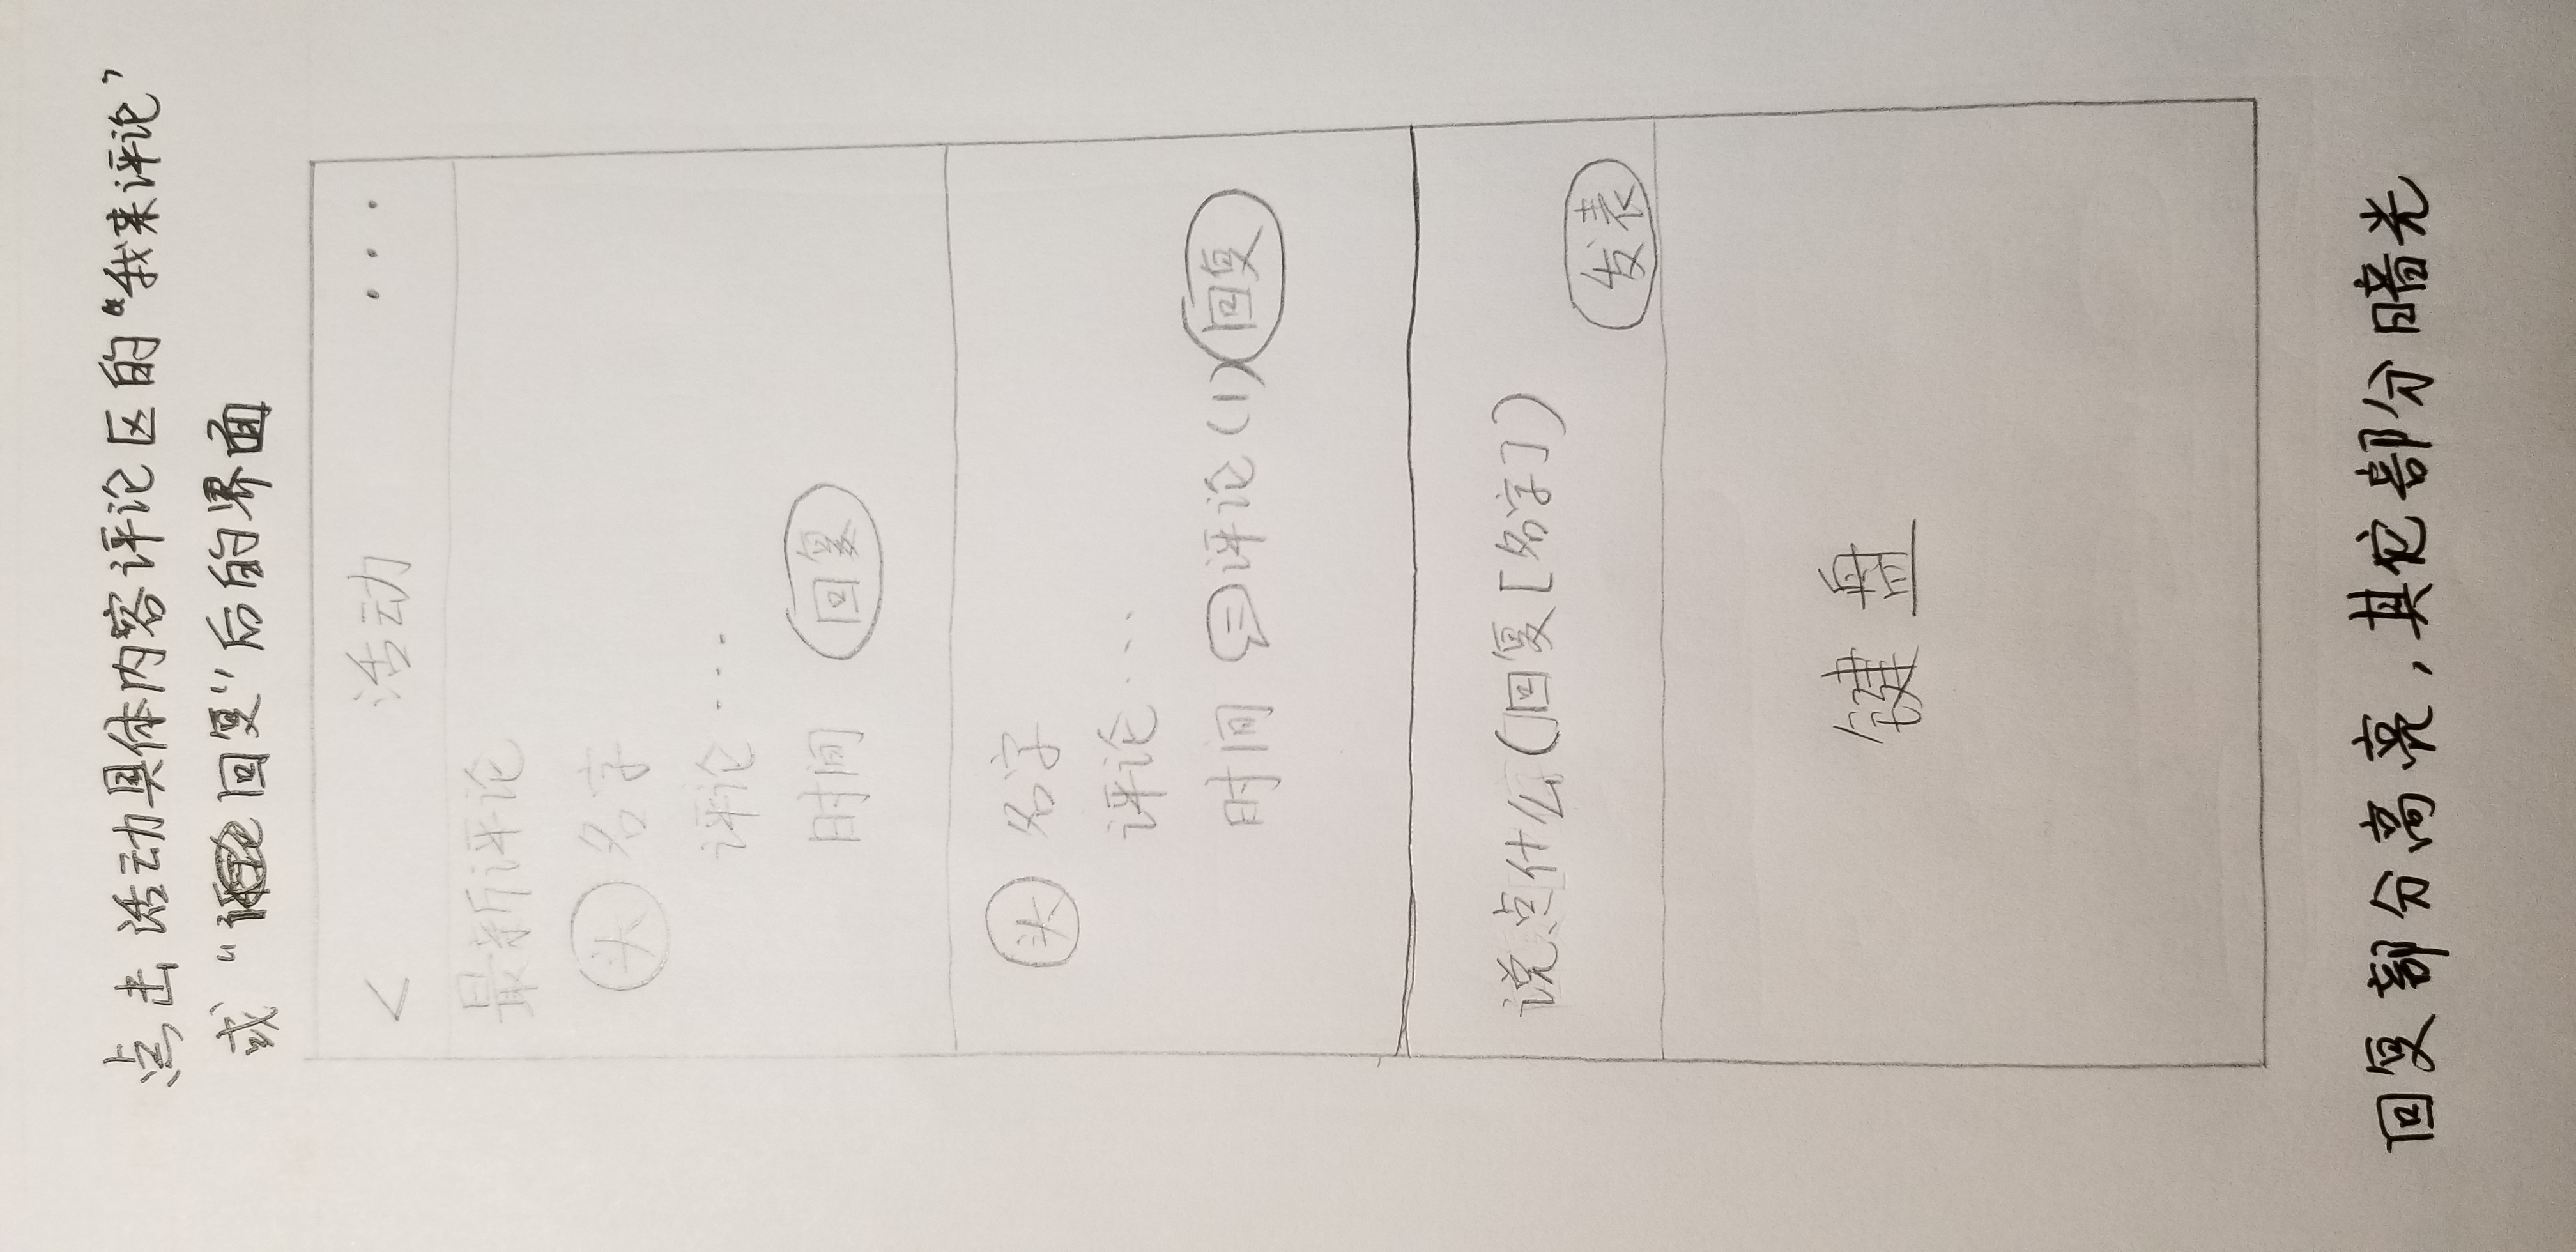 点击活动具体内容评论区的“我来评论”
或“回复”后的界面
< 活动 ...
最新评论
头 名字
评论...
时间 回复
头 名字
评论...
时间 评论(1) 回复
说点什么(回复[名字])
发表
键盘
回复部分高亮,其它部分暗光